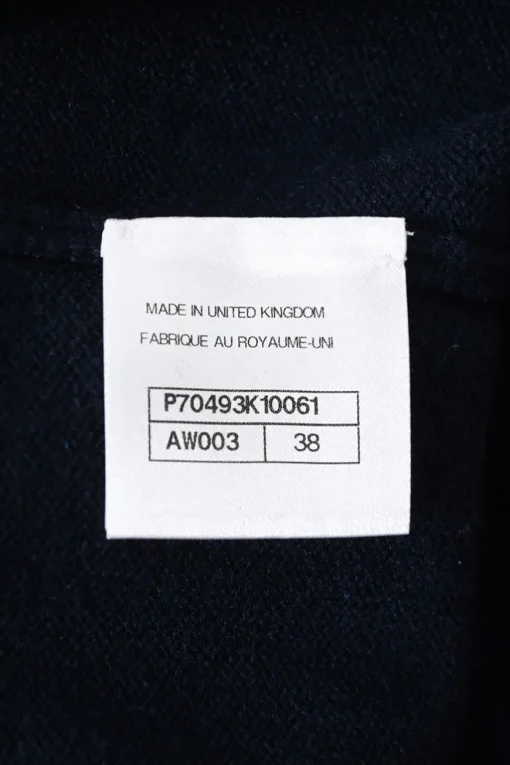 MADE IN UNITED KINGDOM
FABRIQUE AU ROYAUME-UNI
P70493K10061
AW003 38